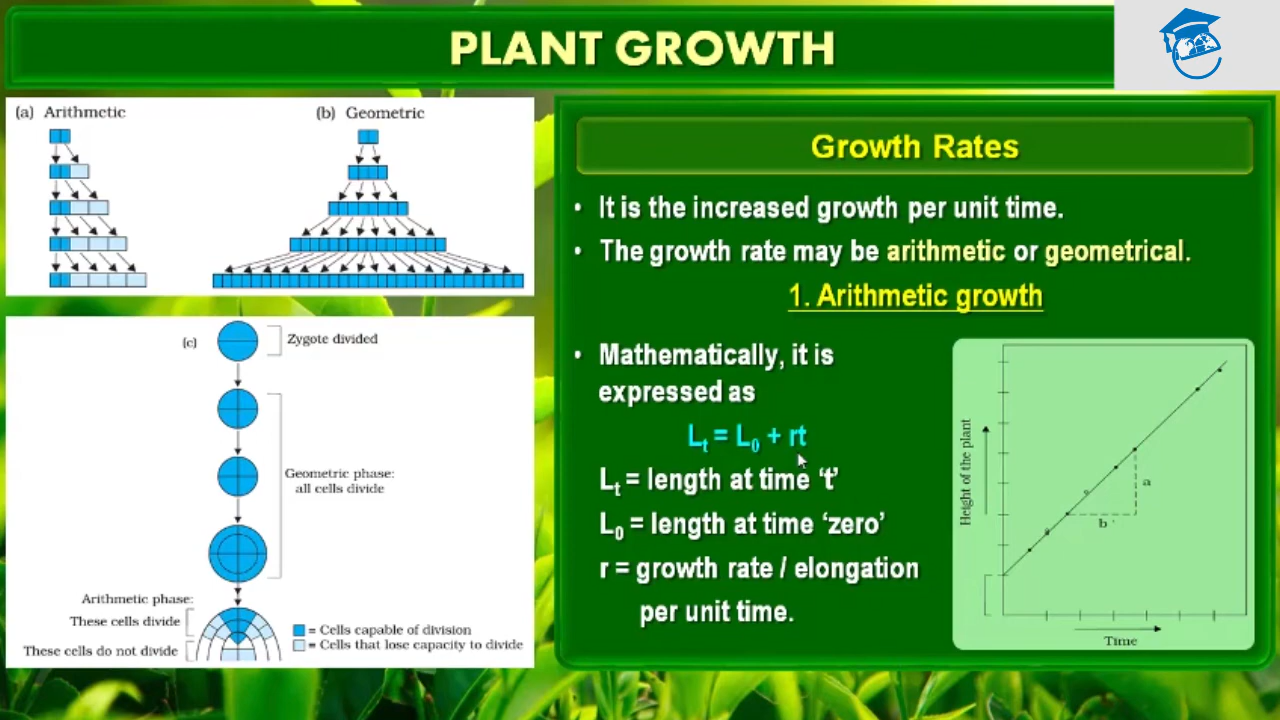 PLANT GROWTH
(a) Arithmetic
(b) Geometric
(c)
Zygote divided
Geometric phase:
all cells divide
Arithmetic phase:
These cells divide
These cells do not divide
= Cells capable of division
= Cells that lose capacity to divide
Growth Rates
• It is the increased growth per unit time.
• The growth rate may be arithmetic or geometrical.
1. Arithmetic growth
• Mathematically, it is
expressed as
Lt = L0 + rt
Lt = length at time ‘t’
L0 = length at time ‘zero’
r = growth rate / elongation
per unit time.
Height of the plant
a
b
Time